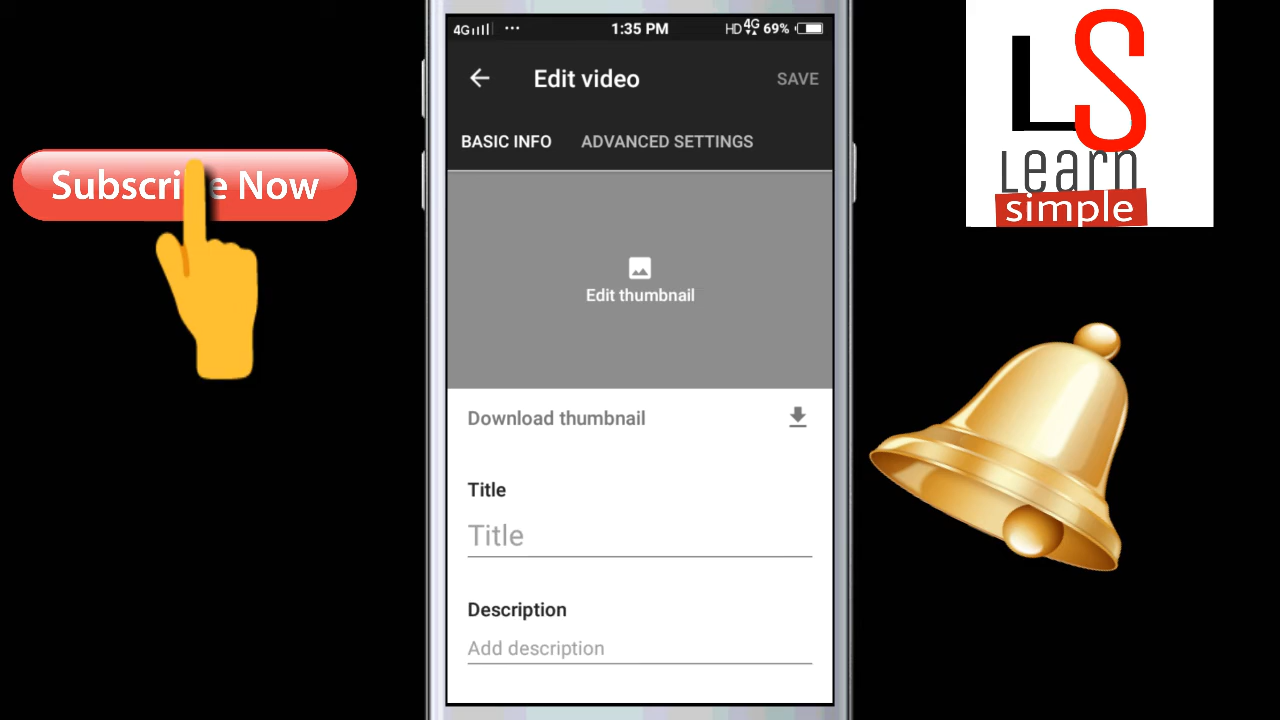 4G ... 1:35 PM HD 4G 69%
Edit video SAVE
BASIC INFO ADVANCED SETTINGS
Subscribe Now
Edit thumbnail
Download thumbnail
Title
Title
Description
Add description
LS
Learn
simple